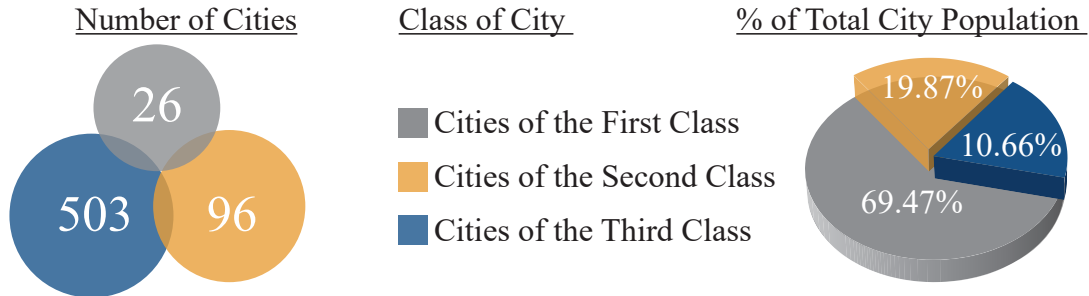 Number of Cities
26
503
96
Class of City
Cities of the First Class
Cities of the Second Class
Cities of the Third Class
% of Total City Population
19.87%
10.66%
69.47%